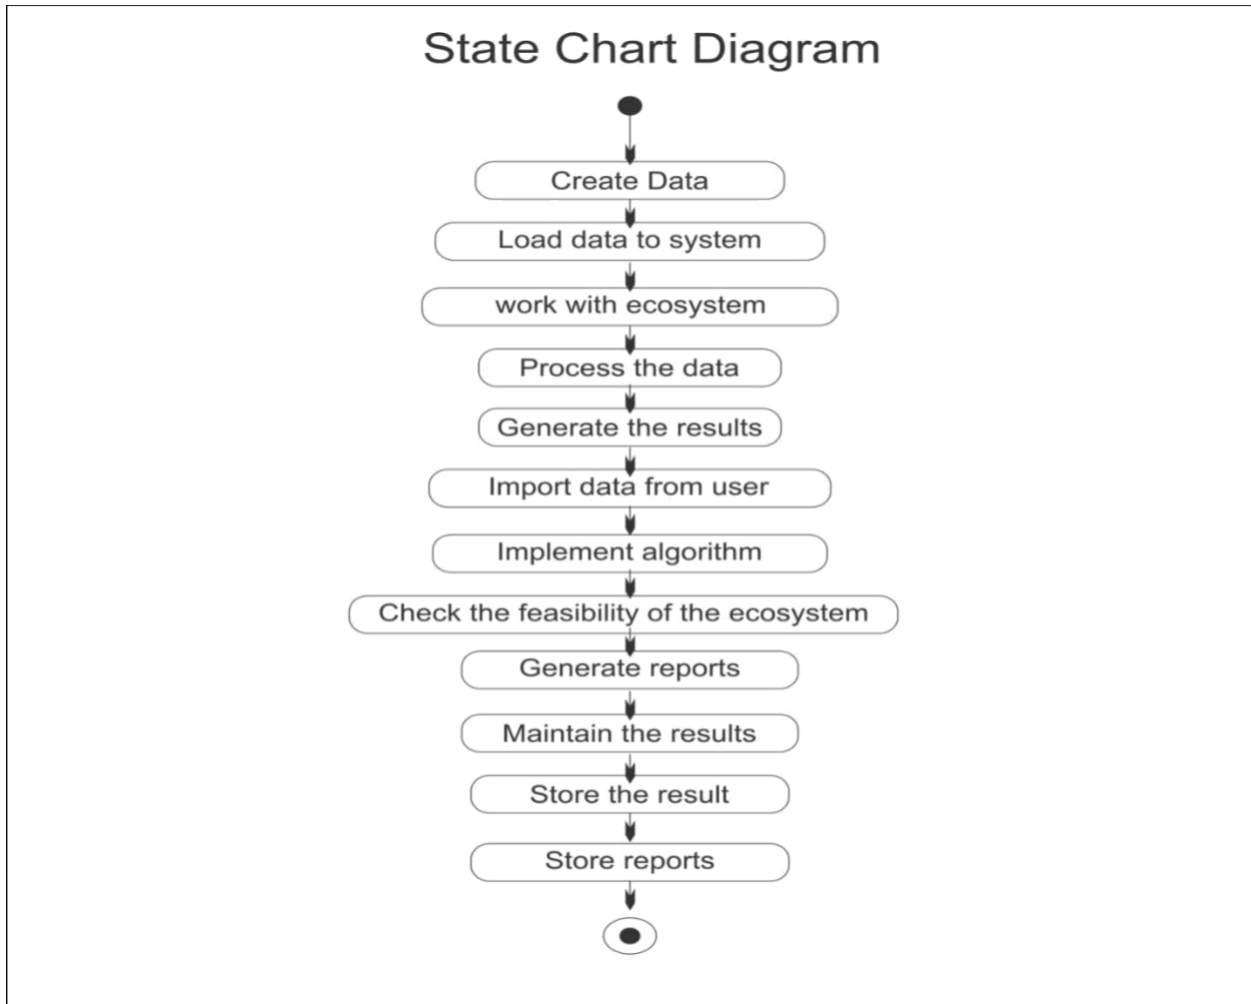 State Chart Diagram
Create Data
Load data to system
work with ecosystem
Process the data
Generate the results
Import data from user
Implement algorithm
Check the feasibility of the ecosystem
Generate reports
Maintain the results
Store the result
Store reports